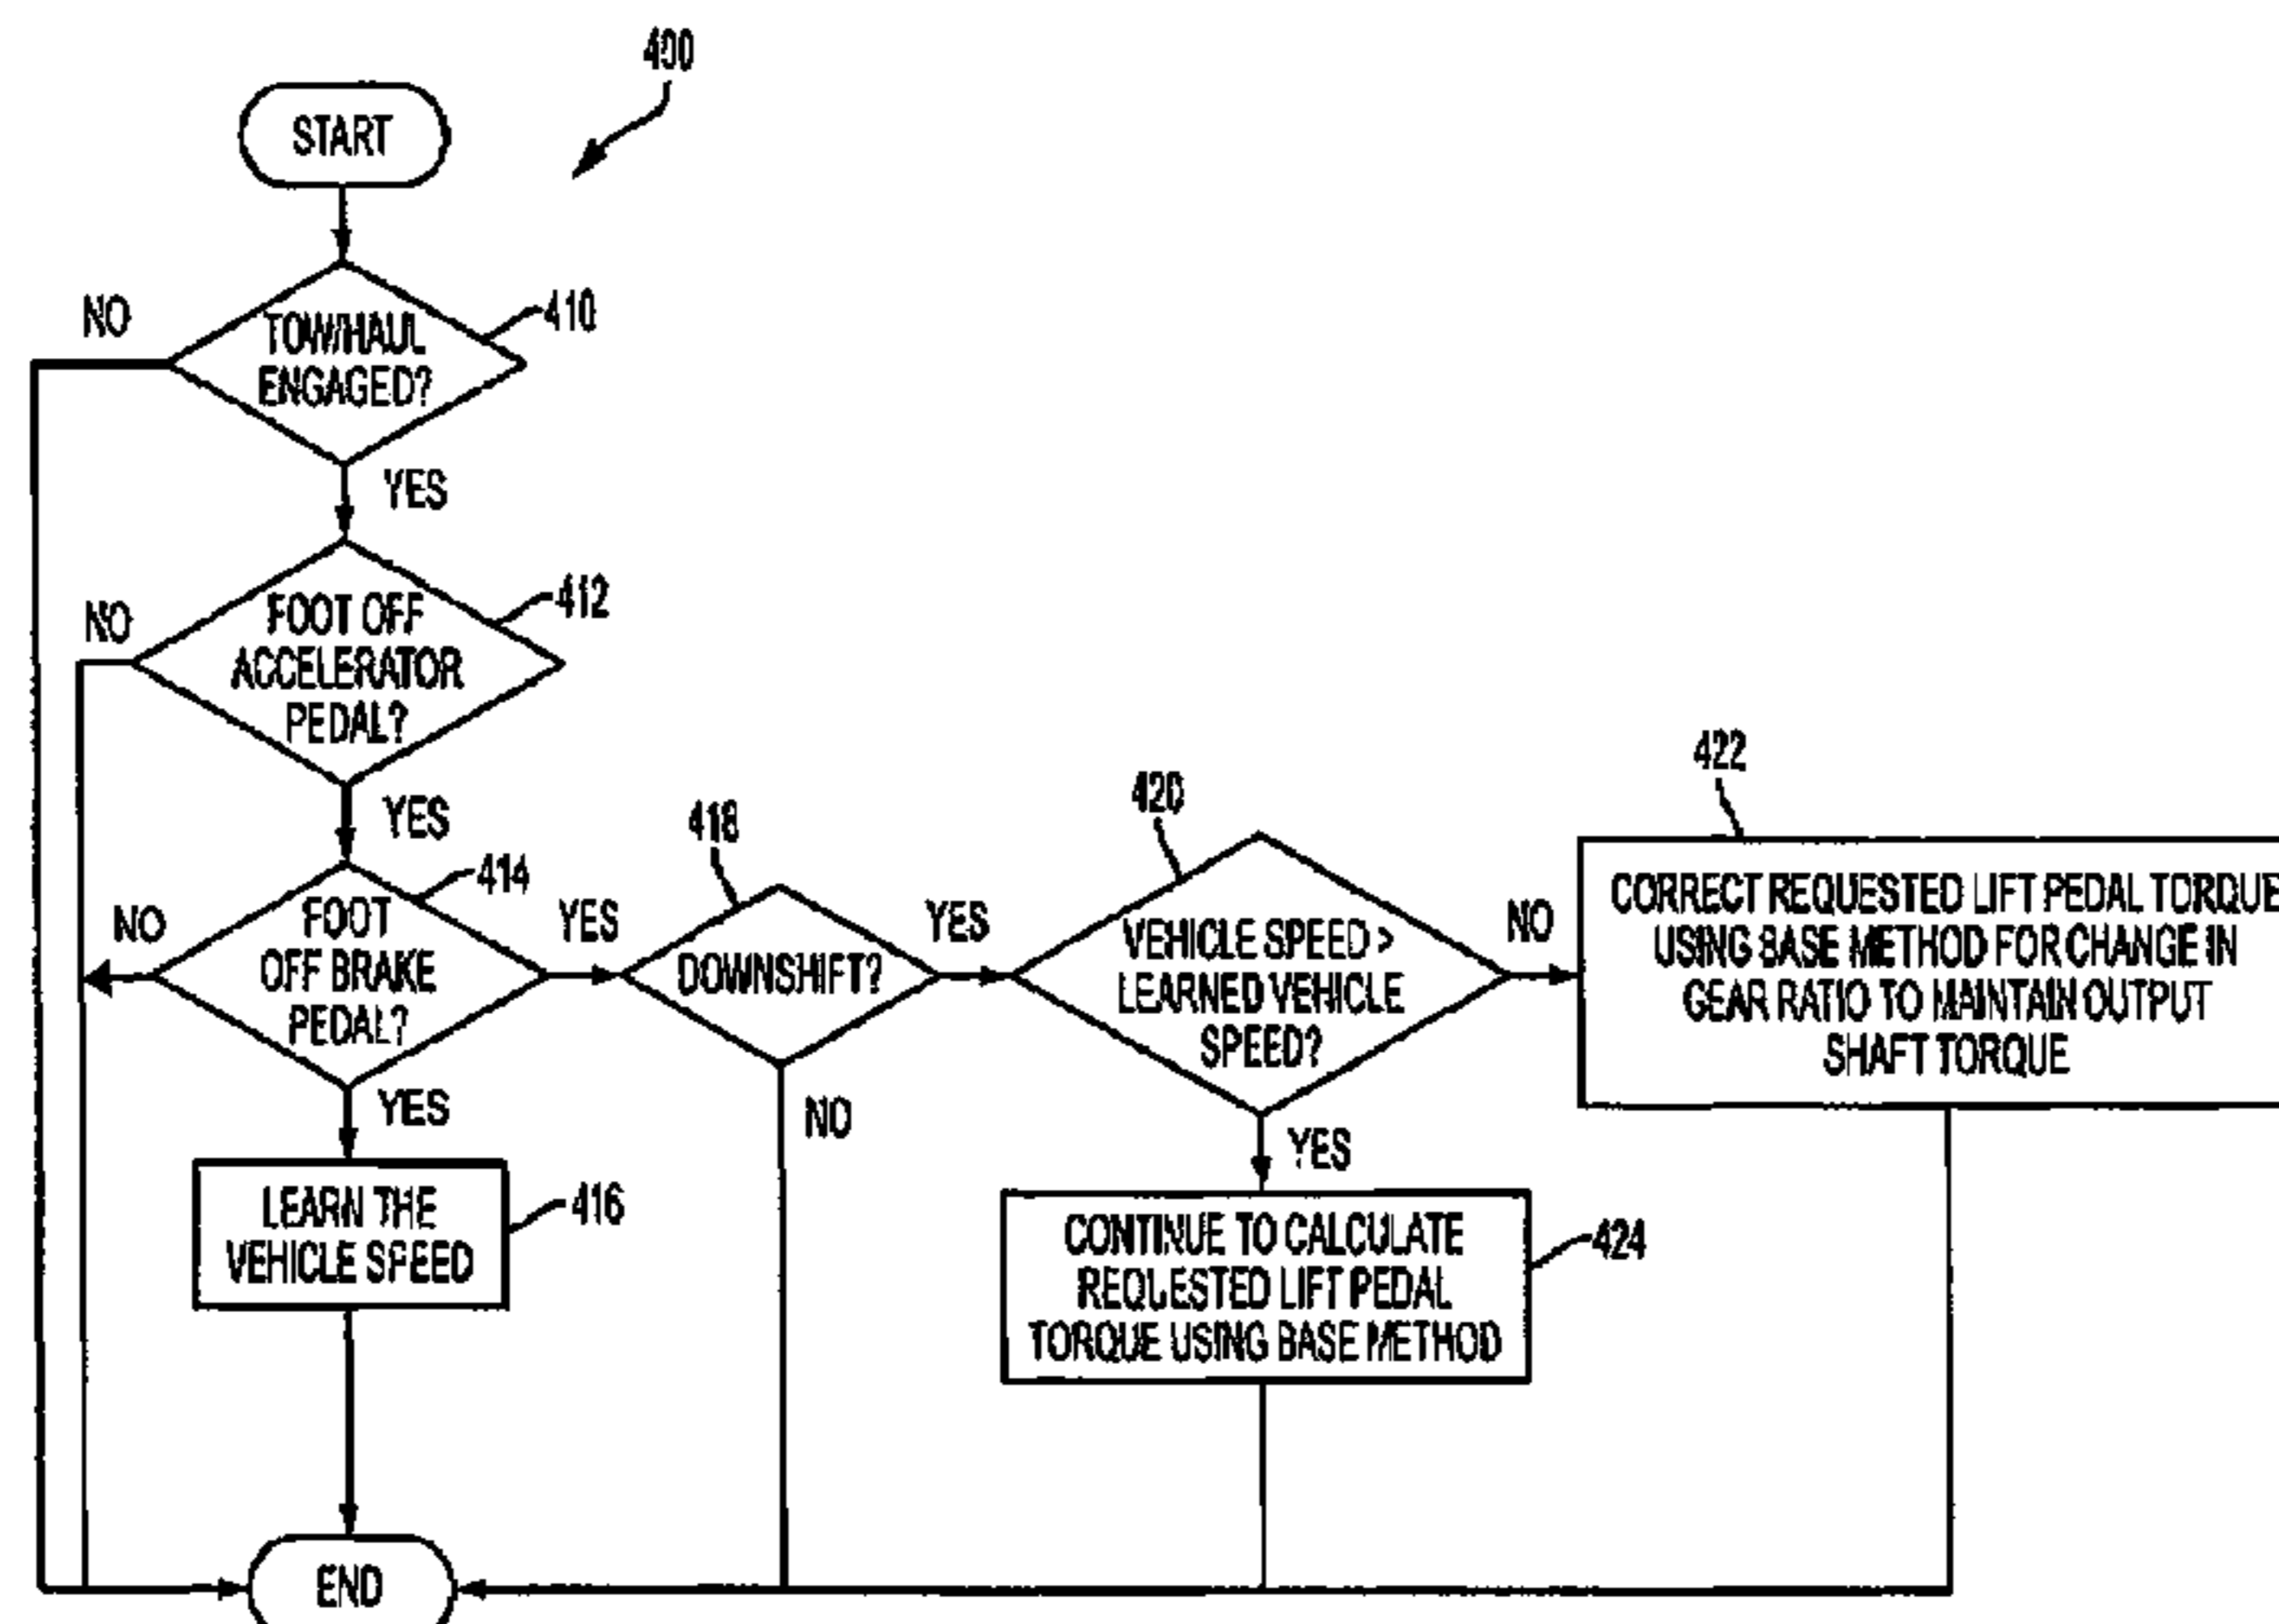 400
START
NO
TOW/HAUL
ENGAGED?
410
YES
NO
FOOT OFF
ACCELERATOR
PEDAL?
412
YES
NO
FOOT
OFF BRAKE
PEDAL?
414
YES
YES
LEARN THE
VEHICLE SPEED
416
418
DOWNSHIFT?
YES
NO
420
VEHICLE SPEED >
LEARNED VEHICLE
SPEED?
NO
YES
422
CORRECT REQUESTED LIFT PEDAL TORQUE
USING BASE METHOD FOR CHANGE IN
GEAR RATIO TO MAINTAIN OUTPUT
SHAFT TORQUE
CONTINUE TO CALCULATE
REQUESTED LIFT PEDAL
TORQUE USING BASE METHOD
424
END